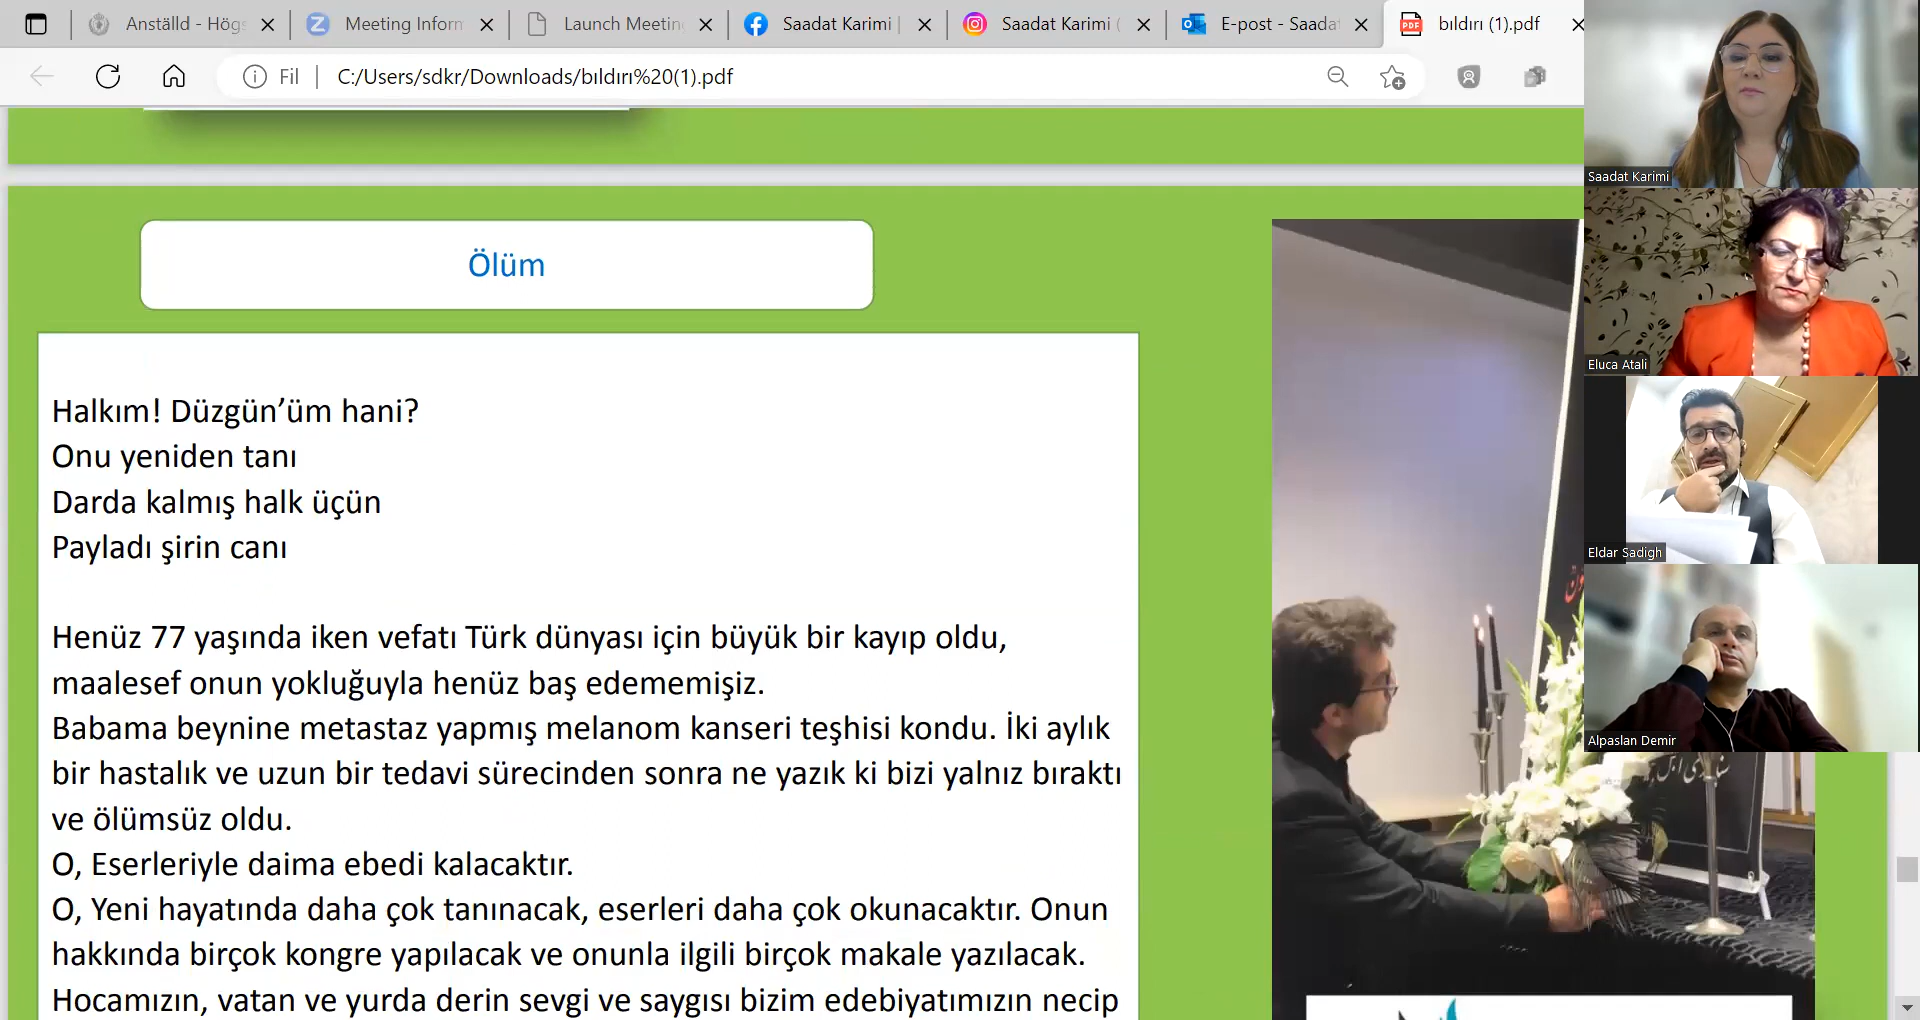 Anställd - Högs
Meeting Inform
Launch Meetin
Saadat Karimi |
Saadat Karimi (
E-post - Saada
bıldırı (1).pdf
Fil
C:/Users/sdkr/Downloads/bıldırı%20(1).pdf
Ölüm
Halkım! Düzgün’üm hani?
Onu yeniden tanı
Darda kalmış halk üçün
Payladı şirin canı
Henüz 77 yaşında iken vefatı Türk dünyası için büyük bir kayıp oldu,
maalesef onun yokluğuyla henüz baş edememişiz.
Babama beynine metastaz yapmış melanom kanseri teşhisi kondu. İki aylık
bir hastalık ve uzun bir tedavi sürecinden sonra ne yazık ki bizi yalnız bıraktı
ve ölümsüz oldu.
O, Eserleriyle daima ebedi kalacaktır.
O, Yeni hayatında daha çok tanınacak, eserleri daha çok okunacaktır. Onun
hakkında birçok kongre yapılacak ve onunla ilgili birçok makale yazılacak.
Hocamızın, vatan ve yurda derin sevgi ve saygısı bizim edebiyatımızın necip
Saadat Karimi
Eluca Atali
Eldar Sadigh
Alpaslan Demir